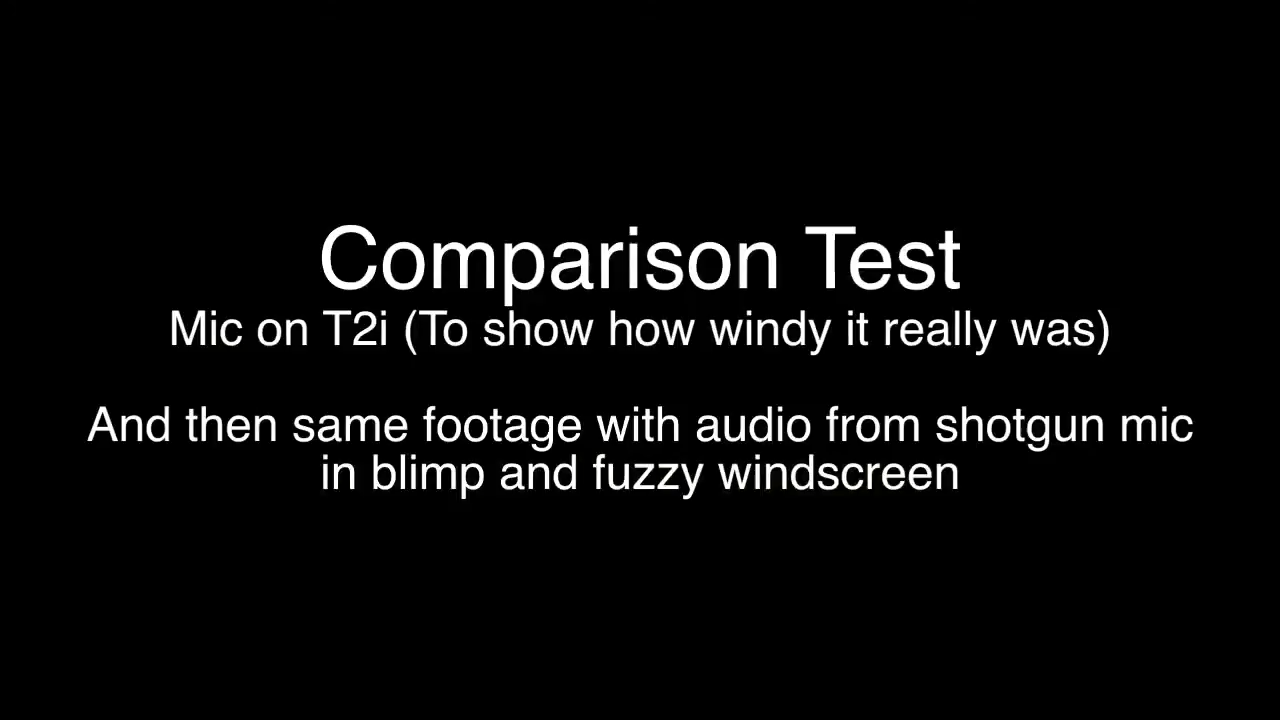 Comparison Test
Mic on T2i (To show how windy it really was)
And then same footage with audio from shotgun mic
in blimp and fuzzy windscreen